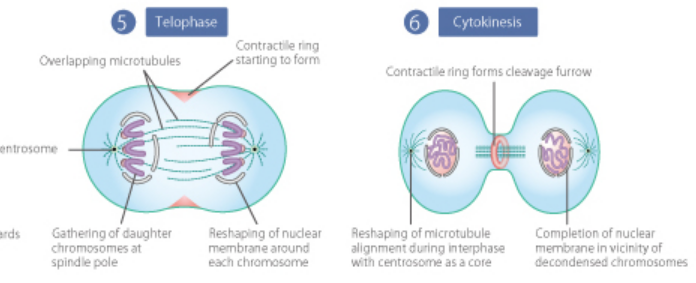 5 Telophase
Contractile ring
starting to form
Overlapping microtubules
entrosome
ards
Gathering of daughter
chromosomes at
spindle pole
Reshaping of nuclear
membrane around
each chromosome
6 Cytokinesis
Contractile ring forms cleavage furrow
Reshaping of microtubule
alignment during interphase
with centrosome as a core
Completion of nuclear
membrane in vicinity of
decondensed chromosomes